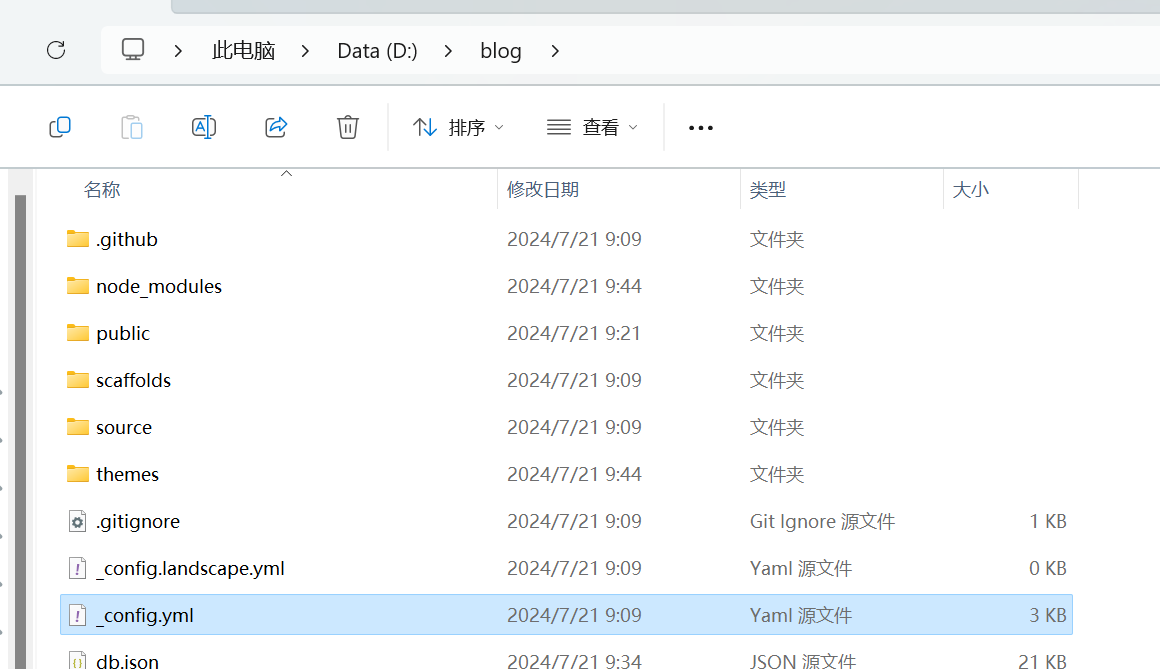 此电脑 Data (D:) blog
排序 查看
名称 修改日期 类型 大小
.github 2024/7/21 9:09 文件夹
node_modules 2024/7/21 9:44 文件夹
public 2024/7/21 9:21 文件夹
scaffolds 2024/7/21 9:09 文件夹
source 2024/7/21 9:09 文件夹
themes 2024/7/21 9:44 文件夹
.gitignore 2024/7/21 9:09 Git Ignore 源文件 1 KB
_config.landscape.yml 2024/7/21 9:09 Yaml 源文件 0 KB
_config.yml 2024/7/21 9:09 Yaml 源文件 3 KB
db.json 2024/7/21 9:34 JSON 源文件 21 KB